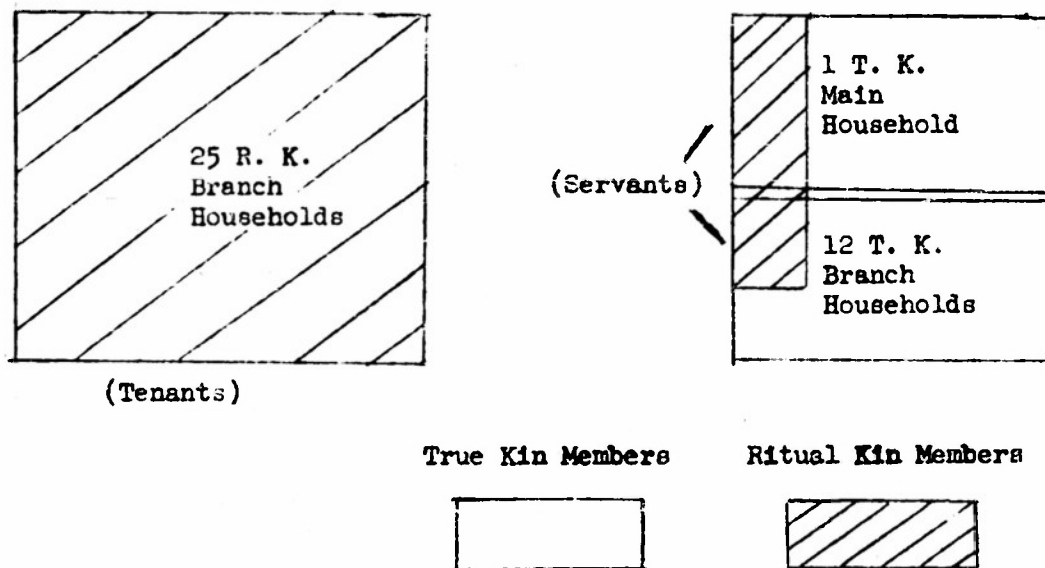 25 R. K.
Branch
Households
(Tenants)
(Servants)
1 T. K.
Main
Household
12 T. K.
Branch
Households
True Kin Members
Ritual Kin Members